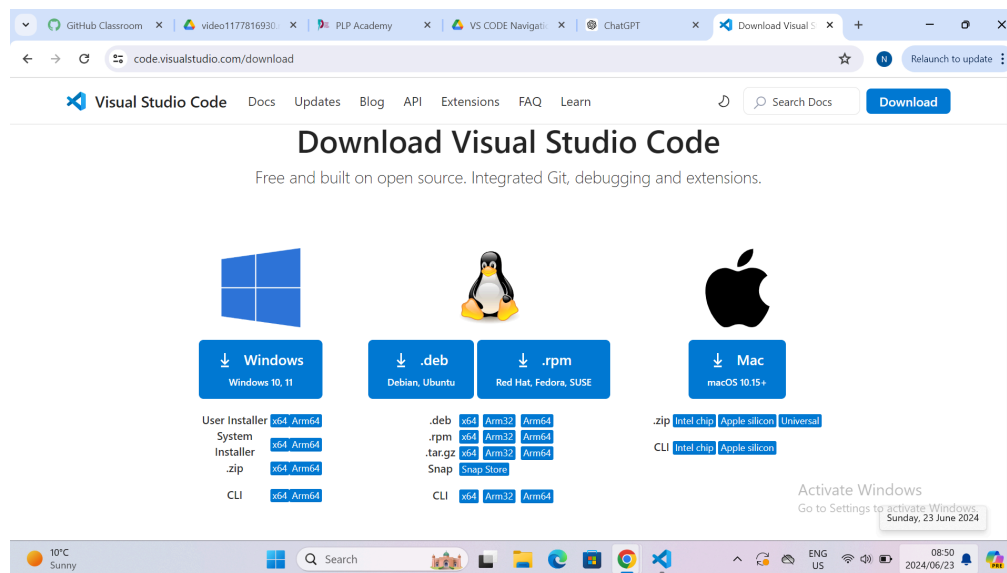 GitHub Classroom
video1177816930.
PLP Academy
VS CODE Navigatio
ChatGPT
Download Visual S
code.visualstudio.com/download
N
Relaunch to update
Visual Studio Code Docs Updates Blog API Extensions FAQ Learn Search Docs Download
Download Visual Studio Code
Free and built on open source. Integrated Git, debugging and extensions.
Windows
Windows 10, 11
.deb
Debian, Ubuntu
.rpm
Red Hat, Fedora, SUSE
Mac
macOS 10.15+
User Installer x64 Arm64
System
Installer x64 Arm64
.zip x64 Arm64
CLI x64 Arm64
.deb x64 Arm32 Arm64
.rpm x64 Arm32 Arm64
.tar.gz x64 Arm32 Arm64
Snap Snap Store
CLI x64 Arm32 Arm64
.zip Intel chip Apple silicon Universal
CLI Intel chip Apple silicon
Activate Windows
Go to Settings to activate Windows.
Sunday, 23 June 2024
10°C
Sunny
Search
ENG
US
08:50
2024/06/23
PRE